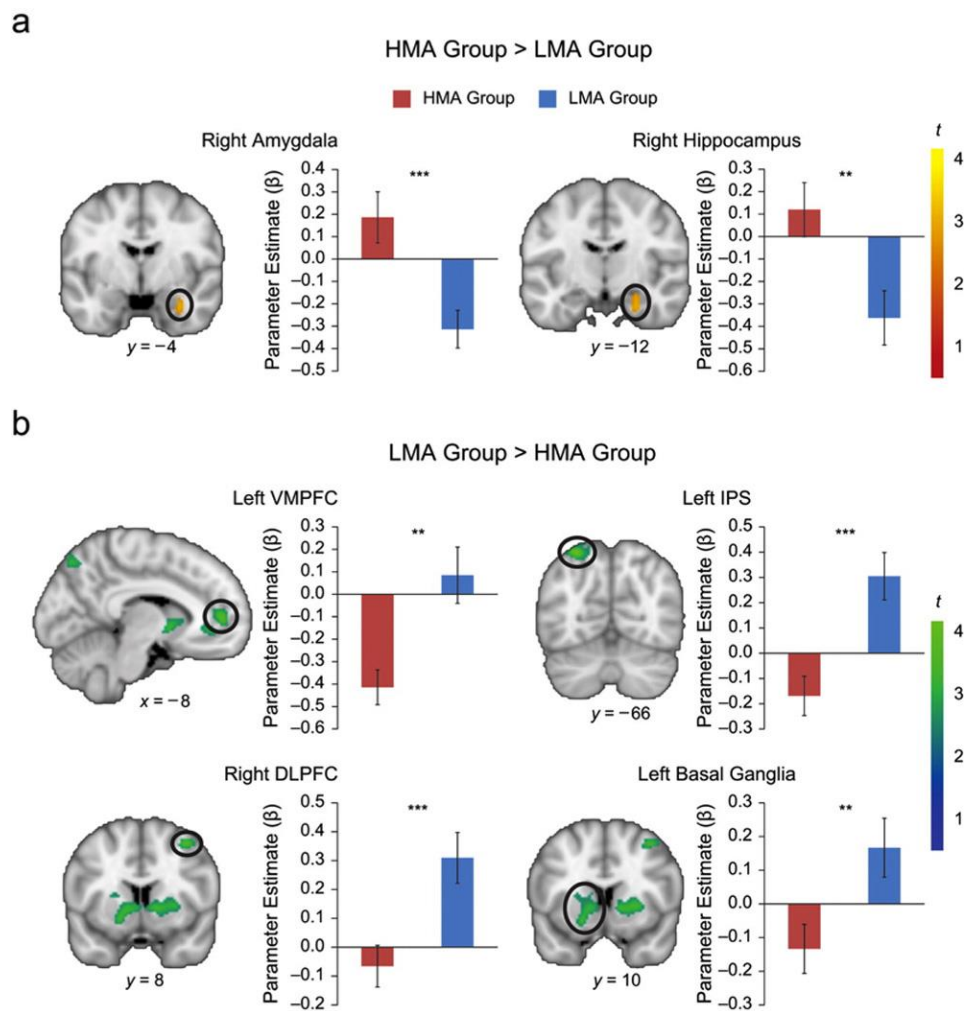 a
HMA Group > LMA Group
HMA Group LMA Group
Right Amygdala
Parameter Estimate (β)
0.4
0.3
0.2
0.1
0.0
−0.1
−0.2
−0.3
−0.4
−0.5
***
y = −4
Right Hippocampus
Parameter Estimate (β)
0.3
0.2
0.1
0.0
−0.1
−0.2
−0.3
−0.4
−0.5
−0.6
**
y = −12
t
4
3
2
1
b
LMA Group > HMA Group
Left VMPFC
Parameter Estimate (β)
0.3
0.2
0.1
0.0
−0.1
−0.2
−0.3
−0.4
−0.5
−0.6
**
x = −8
Left IPS
Parameter Estimate (β)
0.5
0.4
0.3
0.2
0.1
0.0
−0.1
−0.2
−0.3
***
y = −66
t
4
3
2
1
Right DLPFC
Parameter Estimate (β)
0.5
0.4
0.3
0.2
0.1
0.0
−0.1
−0.2
***
y = 8
Left Basal Ganglia
Parameter Estimate (β)
0.3
0.2
0.1
0.0
−0.1
−0.2
−0.3
**
y = 10